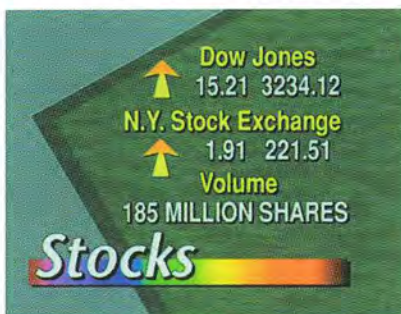 Dow Jones
15.21 3234.12
N.Y. Stock Exchange
1.91 221.51
Volume
185 MILLION SHARES
Stocks